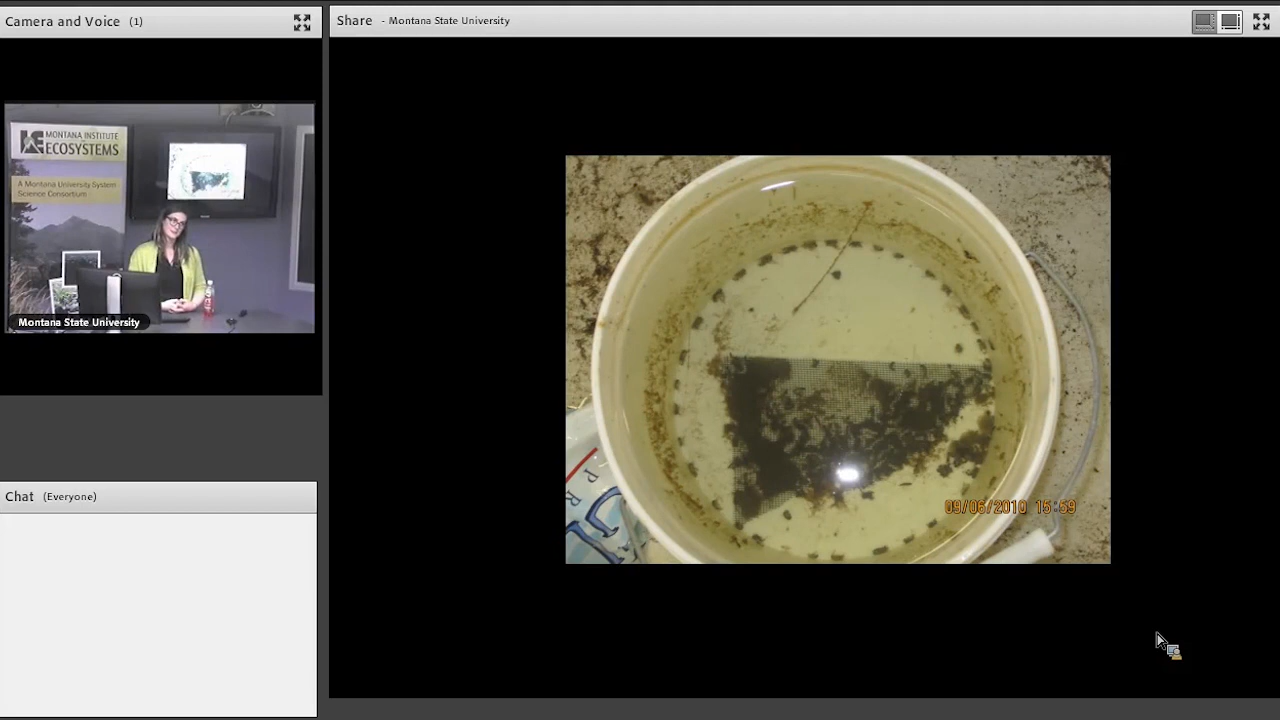 Camera and Voice (1)
Share - Montana State University
MONTANA INSTITUTE
ECOSYSTEMS
A Montana University System
Science Consortium
Montana State University
09/06/2010 15:59
Chat (Everyone)